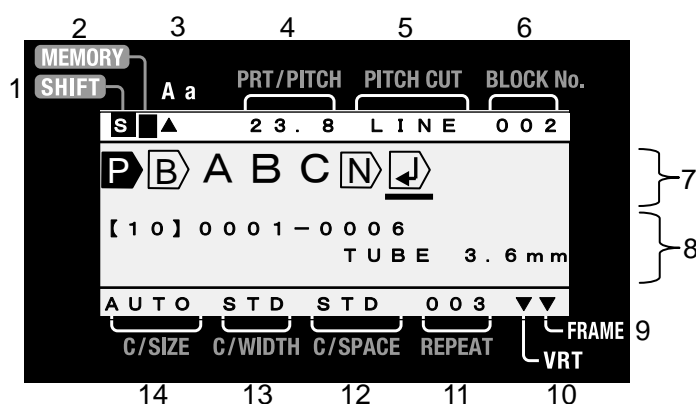 2 3 4 5 6
MEMORY
1 SHIFT A a PRT/PITCH PITCH CUT BLOCK No.
S ▲ 23.8 LINE 002
P B A B C N ↲
7
【10】0001-0006
8
TUBE 3.6mm
AUTO STD STD 003 ▼▼
C/SIZE C/WIDTH C/SPACE REPEAT FRAME 9
VRT
14 13 12 11 10